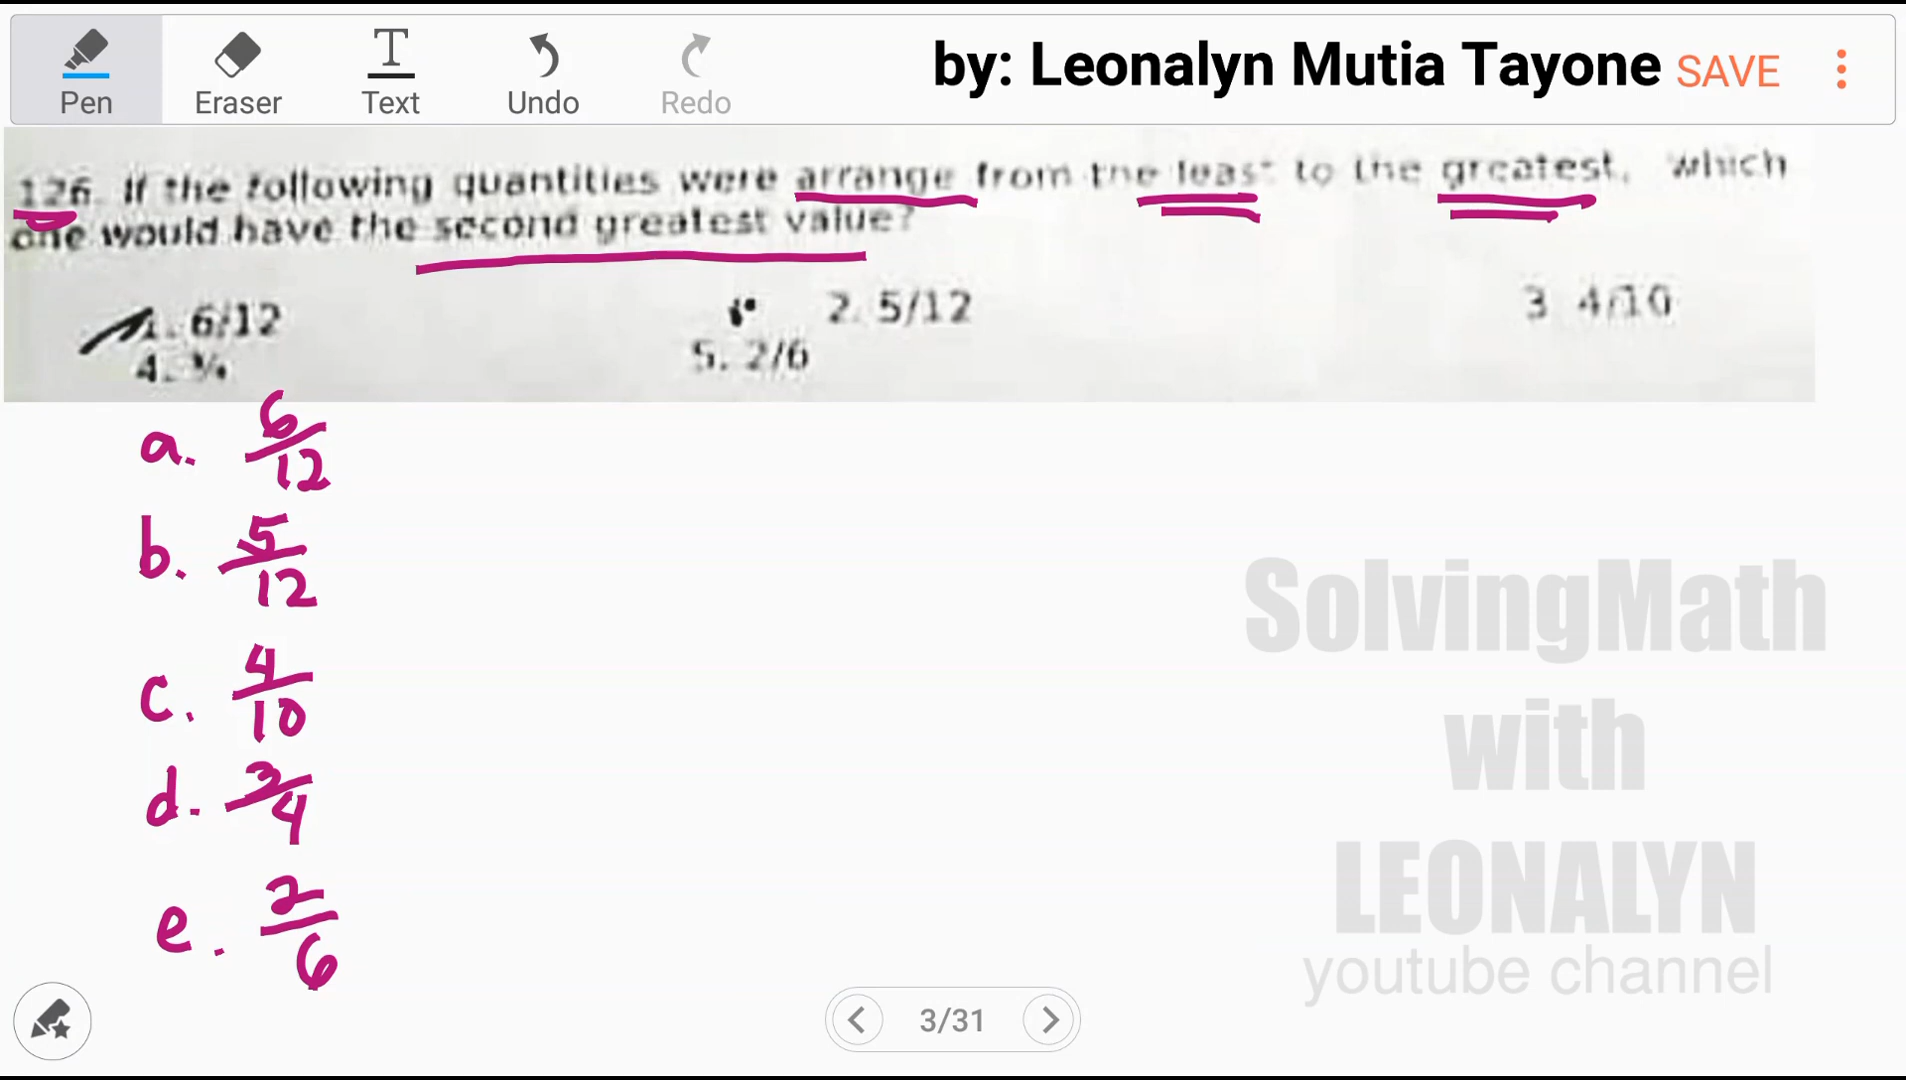 Pen
Eraser
Text
Undo
Redo
by: Leonalyn Mutia Tayone
SAVE
126. If the following quantities were arrange from the least to the greatest, which
one would have the second greatest value?
1. 6/12 2. 5/12 3 4/10
4. ¾ 5. 2/6
a. 6/12
b. 5/12
c. 4/10
d. 3/4
e. 2/6
SolvingMath
with
LEONALYN
youtube channel
3/31